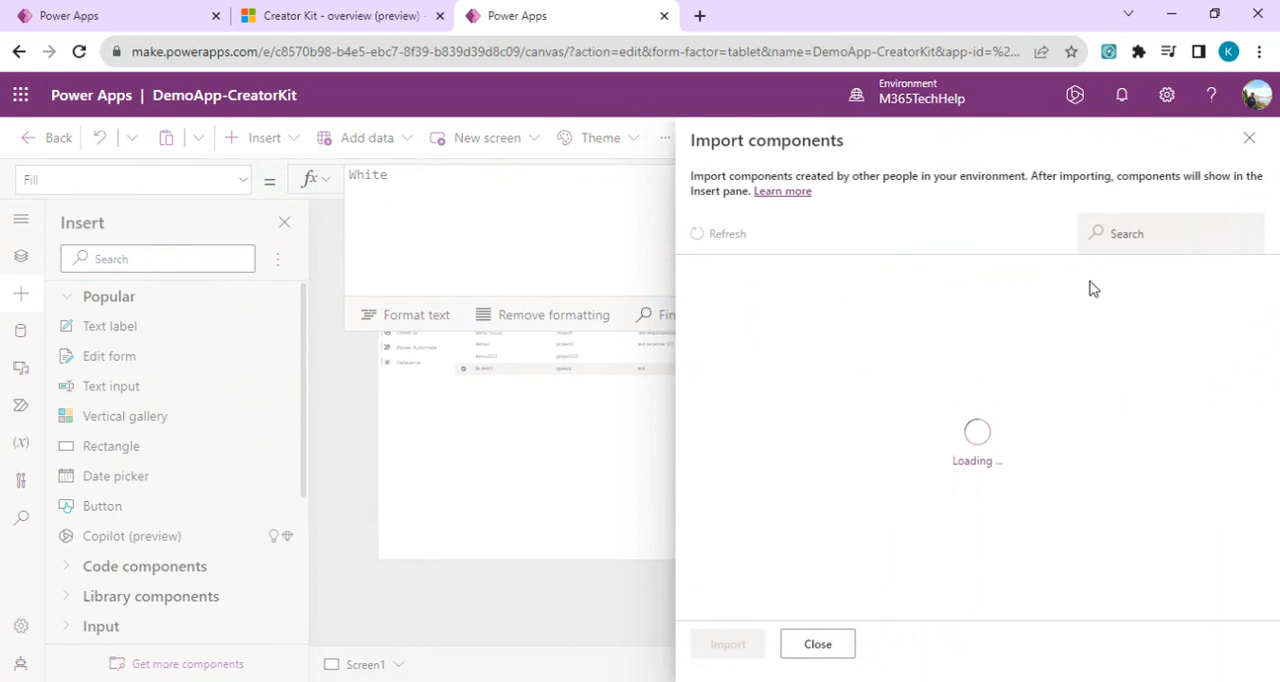 Power Apps
Creator Kit - overview (preview) -
Power Apps
make.powerapps.com/e/c8570b98-b4e5-ebc7-8f39-b839d39d8c09/canvas/?action=edit&form-factor=tablet&name=DemoApp-CreatorKit&app-id=%2...
K
Power Apps | DemoApp-CreatorKit
Environment
M365TechHelp
?
Back
Insert
Add data
New screen
Theme
...
Import components
Fill
=
fx
White
Import components created by other people in your environment. After importing, components will show in the
Insert pane. Learn more
Insert
Refresh
Search
Search
Popular
Text label
Format text
Remove formatting
Fin
Edit form
Power Automate
Dataverse
Text input
Vertical gallery
Rectangle
Date picker
Button
Copilot (preview)
Code components
Library components
Input
Loading ...
Get more components
Screen1
Import
Close